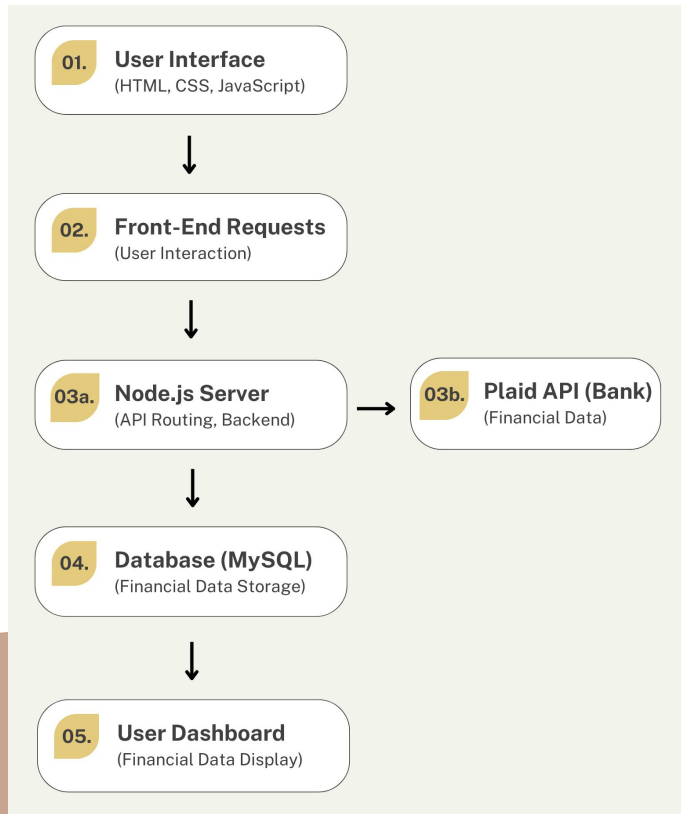 01.
User Interface
(HTML, CSS, JavaScript)
02.
Front-End Requests
(User Interaction)
03a.
Node.js Server
(API Routing, Backend)
03b.
Plaid API (Bank)
(Financial Data)
04.
Database (MySQL)
(Financial Data Storage)
05.
User Dashboard
(Financial Data Display)